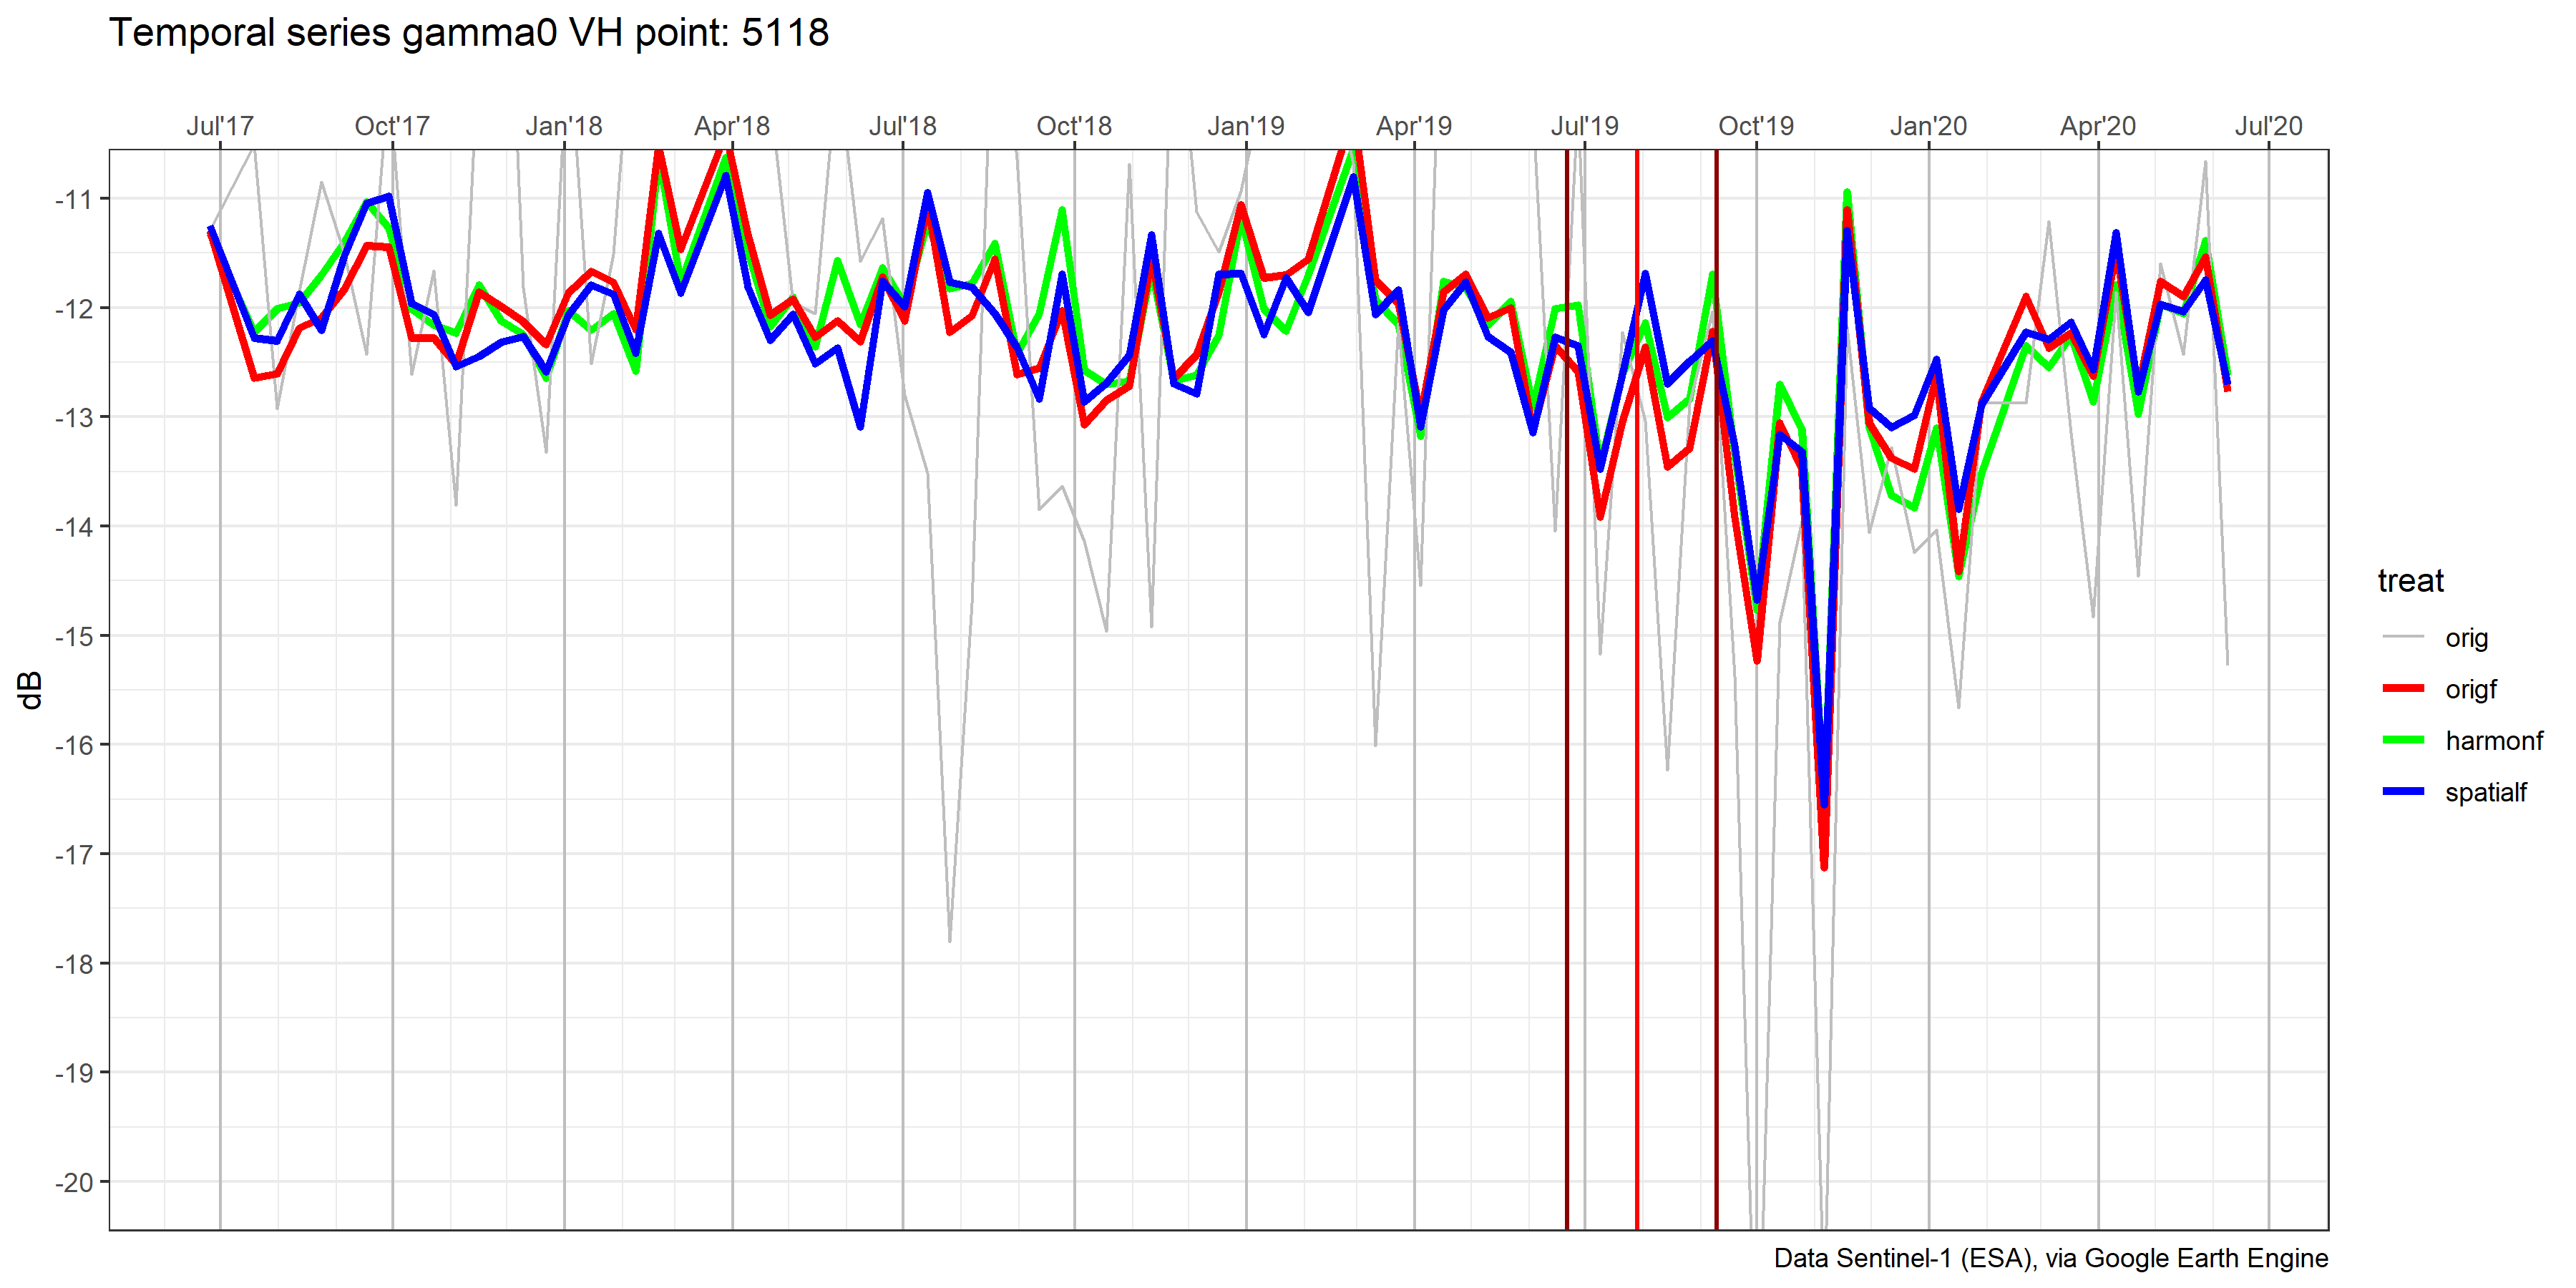 Temporal series gamma0 VH point: 5118
Jul'17 Oct'17 Jan'18 Apr'18 Jul'18 Oct'18 Jan'19 Apr'19 Jul'19 Oct'19 Jan'20 Apr'20 Jul'20
-11
-12
-13
-14
-15
-16
-17
-18
-19
-20
dB
treat
orig
origf
harmonf
spatialf
Data Sentinel-1 (ESA), via Google Earth Engine